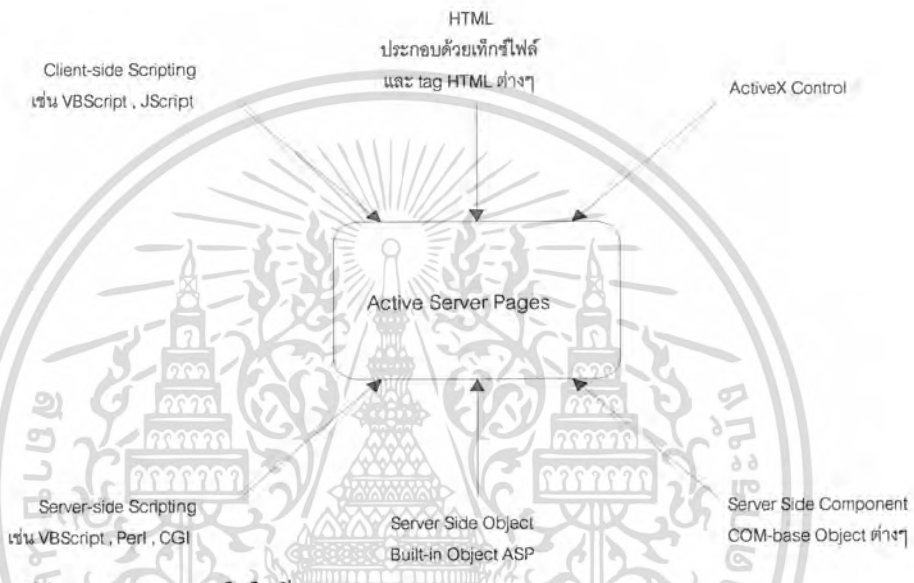 HTML
ประกอบด้วยเท็กซ์ไฟล์
และ tag HTML ต่างๆ
Client-side Scripting
เช่น VBScript , JScript
ActiveX Control
Active Server Pages
Server-side Scripting
เช่น VBScript , Perl , CGI
Server Side Object
Built-in Object ASP
Server Side Component
COM-base Object ต่างๆ